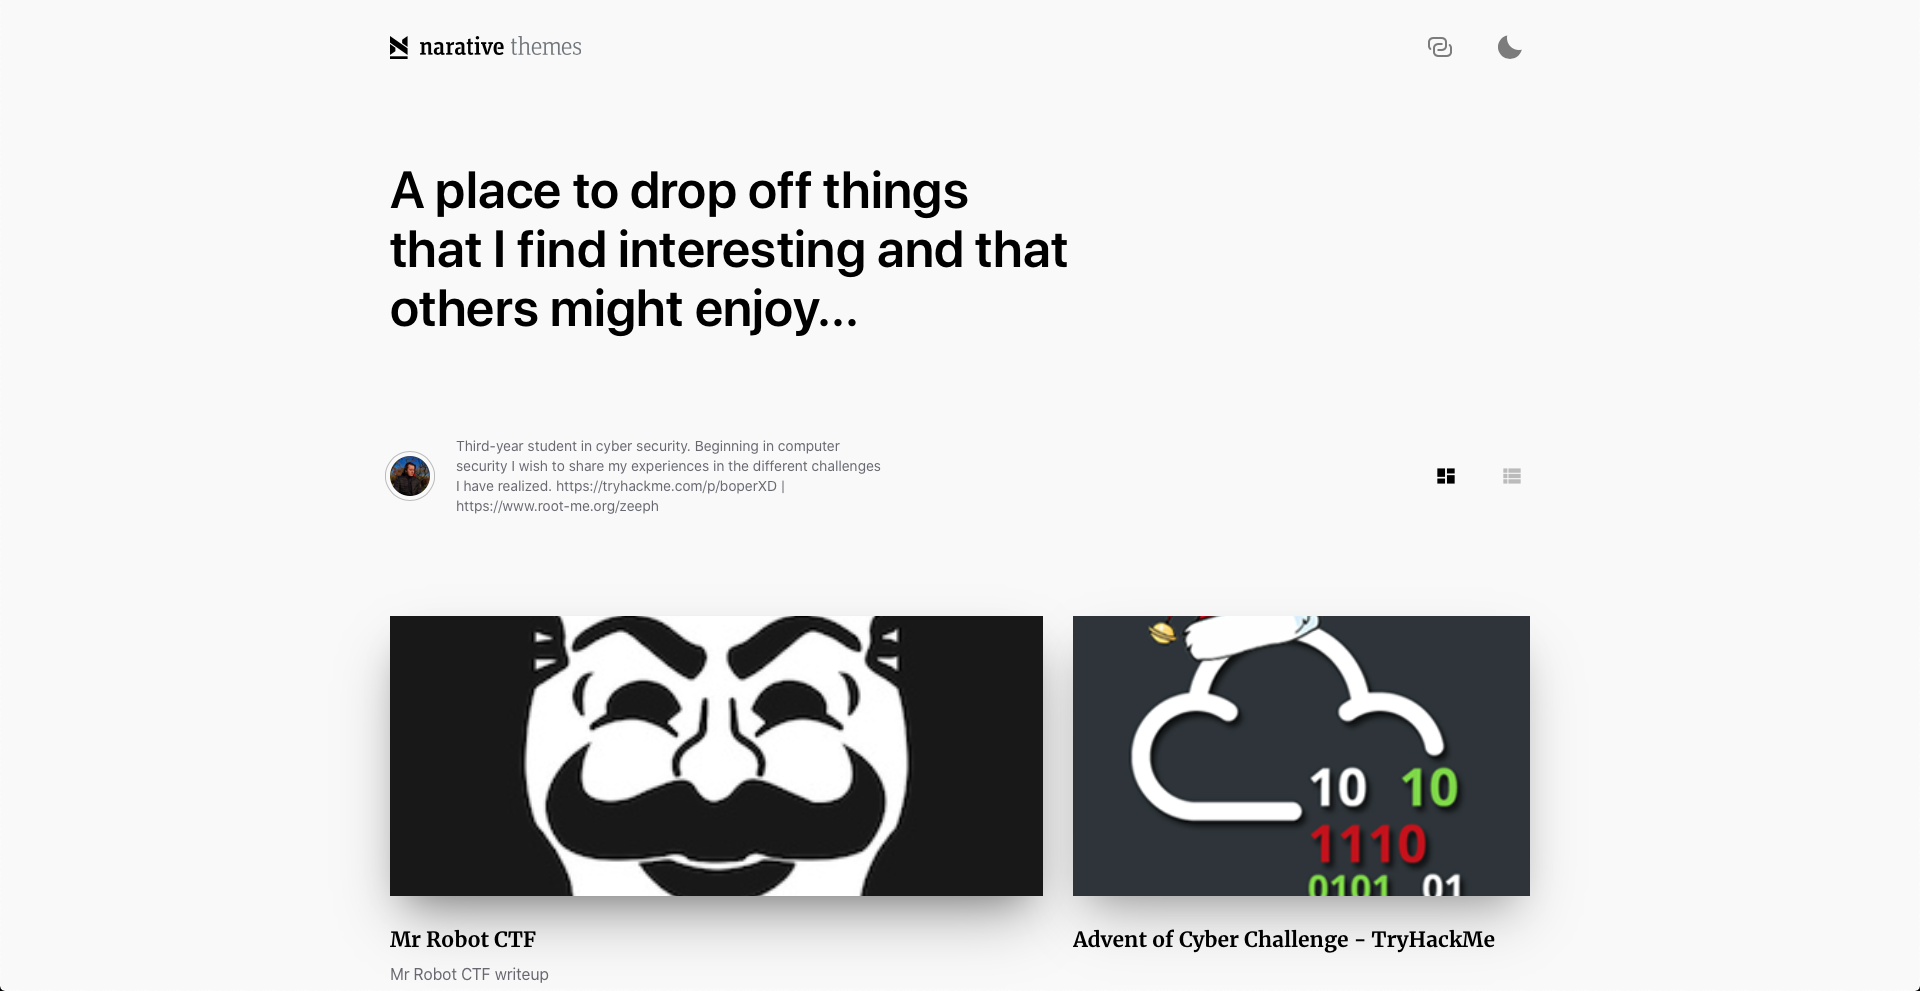 narative themes
A place to drop off things
that I find interesting and that
others might enjoy...
Third-year student in cyber security. Beginning in computer
security I wish to share my experiences in the different challenges
I have realized. https://tryhackme.com/p/boperXD |
https://www.root-me.org/zeeph
10 10
1110
0101 01
Mr Robot CTF
Mr Robot CTF writeup
Advent of Cyber Challenge - TryHackMe